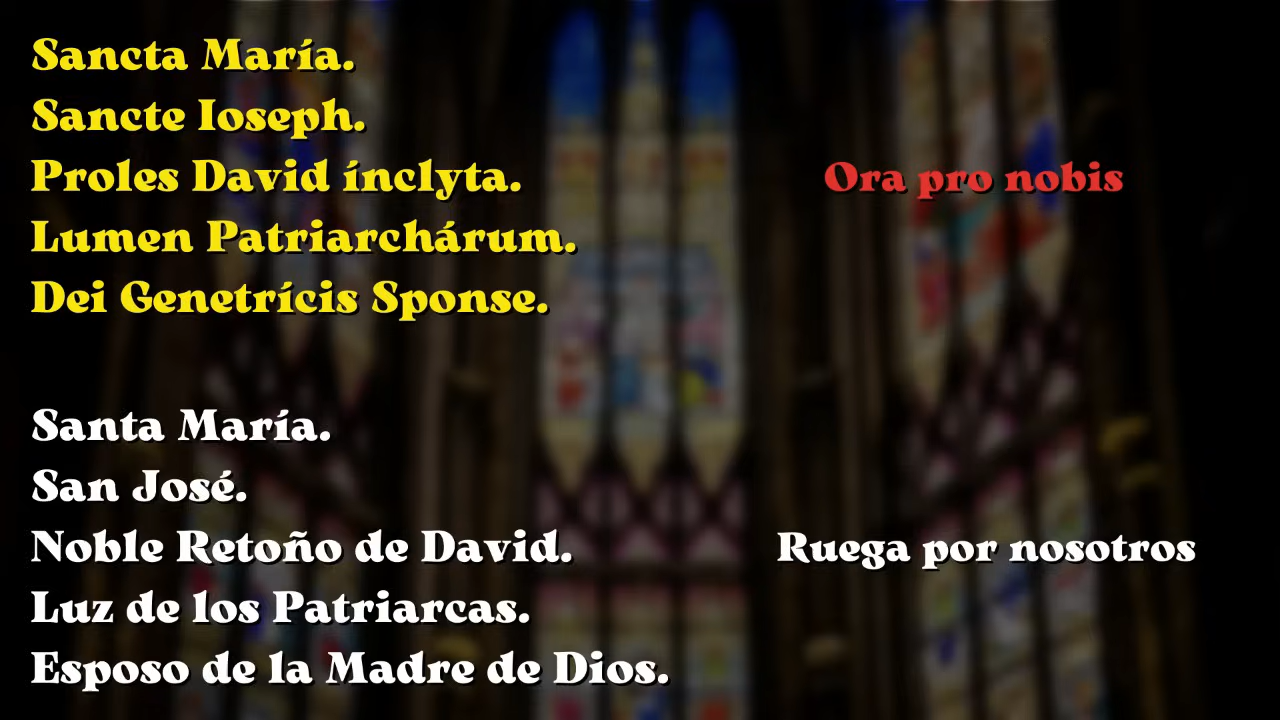 Sancta María.
Sancte Ioseph.
Proles David ínclyta.
Lumen Patriarchárum.
Dei Genetrícis Sponse.
Ora pro nobis
Santa María.
San José.
Noble Retoño de David.
Luz de los Patriarcas.
Esposo de la Madre de Dios.
Ruega por nosotros